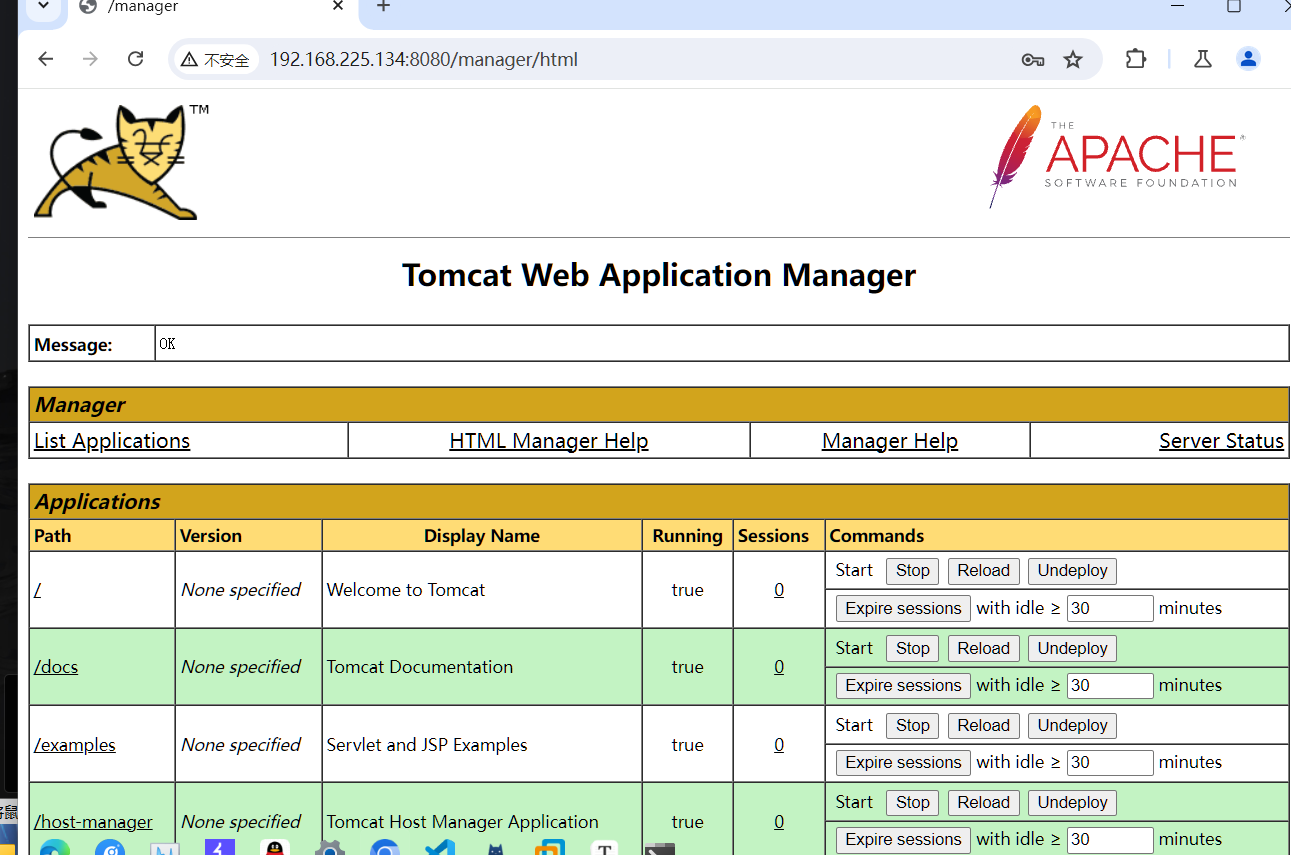 /manager
不安全 192.168.225.134:8080/manager/html
TM
THE
APACHE
SOFTWARE FOUNDATION
Tomcat Web Application Manager
Message: OK
Manager
List Applications HTML Manager Help Manager Help Server Status
Applications
Path Version Display Name Running Sessions Commands
/ None specified Welcome to Tomcat true 0 Start Stop Reload Undeploy
Expire sessions with idle ≥ 30 minutes
/docs None specified Tomcat Documentation true 0 Start Stop Reload Undeploy
Expire sessions with idle ≥ 30 minutes
/examples None specified Servlet and JSP Examples true 0 Start Stop Reload Undeploy
Expire sessions with idle ≥ 30 minutes
/host-manager None specified Tomcat Host Manager Application true 0 Start Stop Reload Undeploy
Expire sessions with idle ≥ 30 minutes